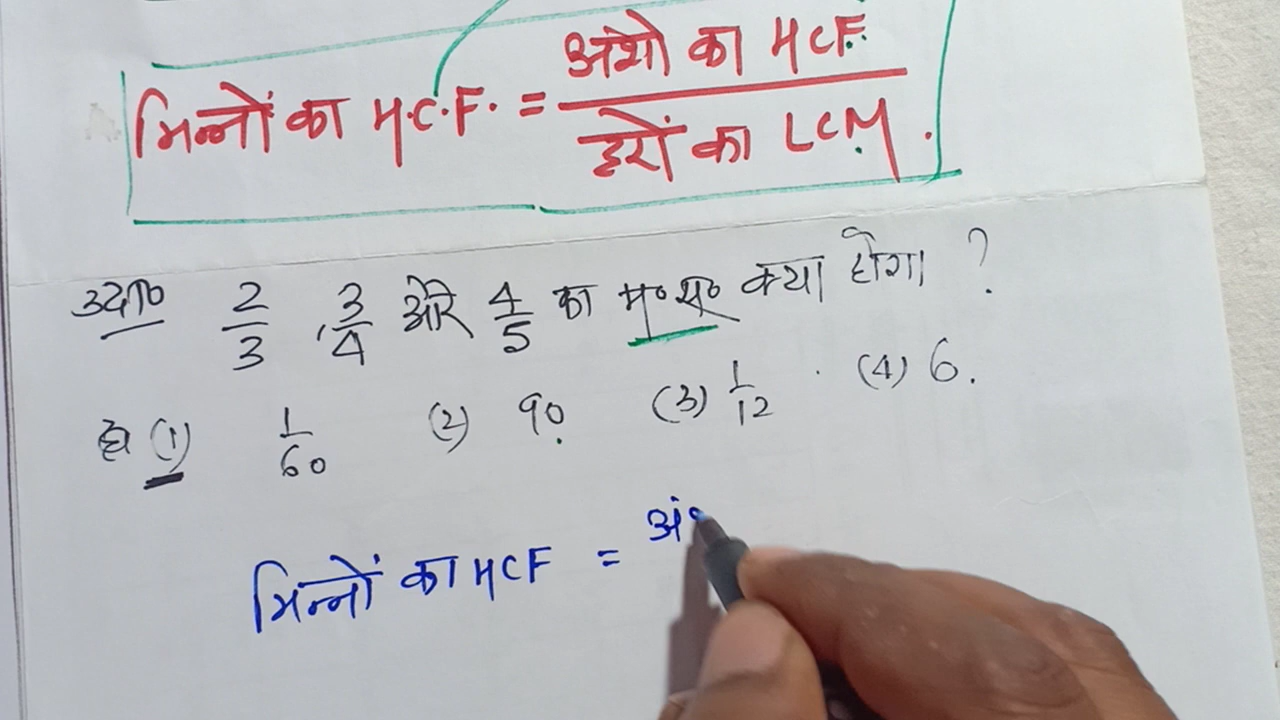 अंशो का HCF
भिन्नों का H.C.F. = ———
हरों का LCM.
उदा० 2/3 , 3/4 और 4/5 का म०स० क्या होगा ?
(1) 1/60 (2) 90 (3) 1/12 (4) 6.
भिन्नों का HCF = अं